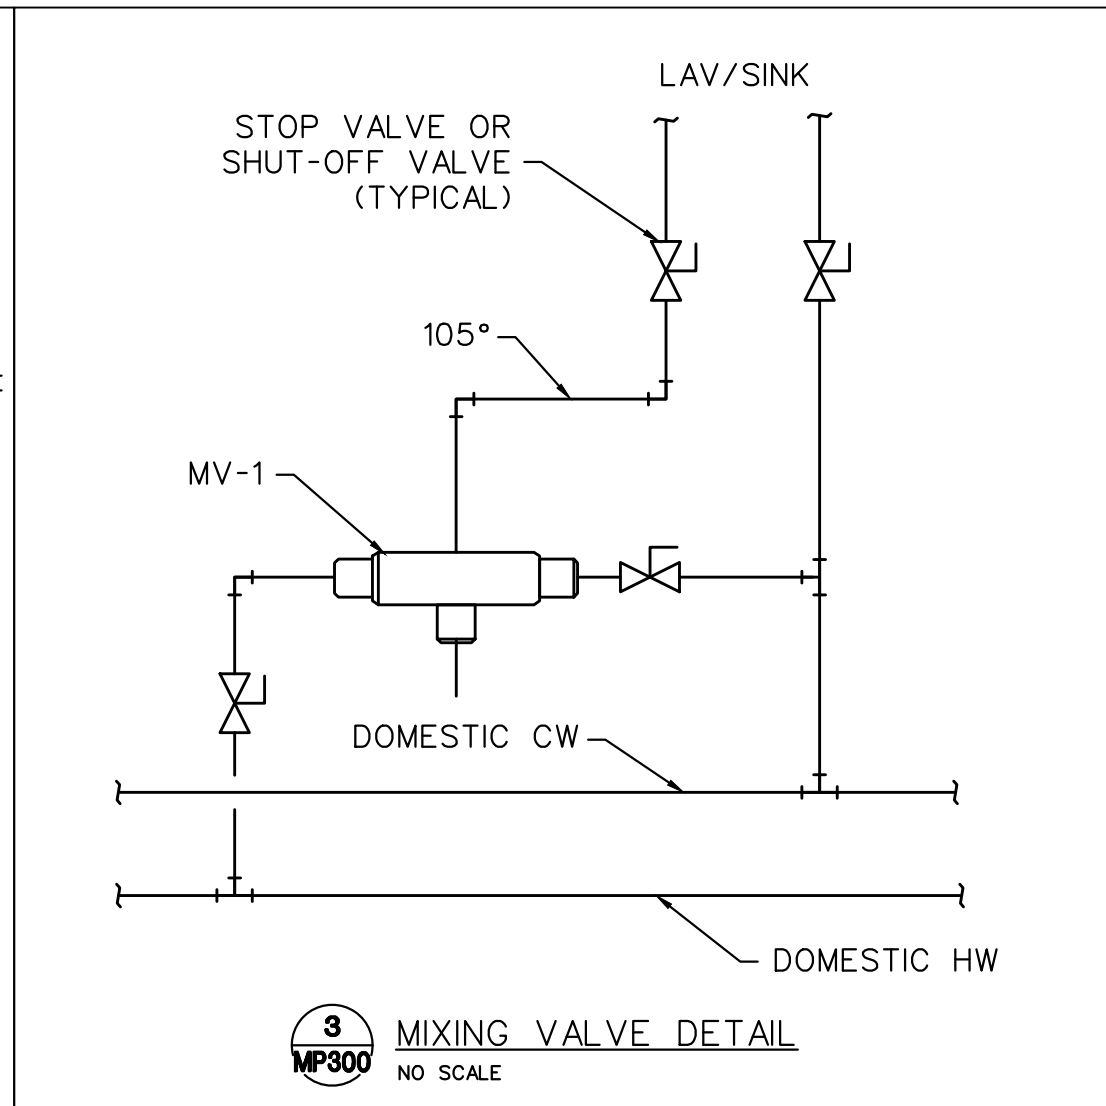 LAV/SINK
STOP VALVE OR
SHUT-OFF VALVE
(TYPICAL)
105°
MV-1
DOMESTIC CW
DOMESTIC HW
3
MP300
MIXING VALVE DETAIL
NO SCALE